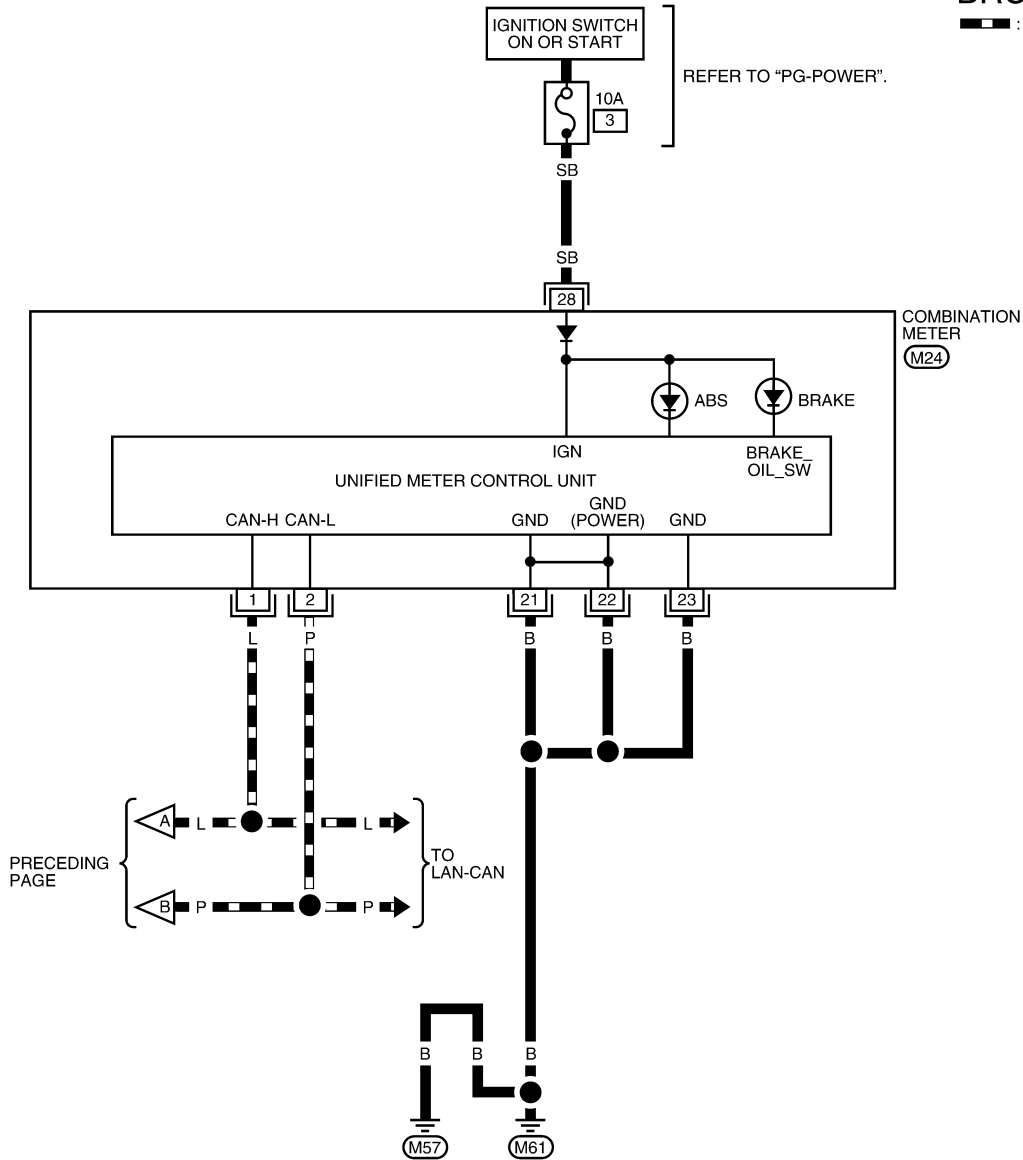 IGNITION SWITCH
ON OR START
REFER TO “PG-POWER”.
10A
3
:
SB
SB
28
COMBINATION
METER
M24
ABS
BRAKE
IGN
BRAKE_
OIL_SW
UNIFIED METER CONTROL UNIT
CAN-H CAN-L
GND
GND
(POWER)
GND
1
2
21
22
23
L
P
B
B
B
A
L
L
PRECEDING
PAGE
TO
LAN-CAN
B
P
P
B
B
B
M57
M61